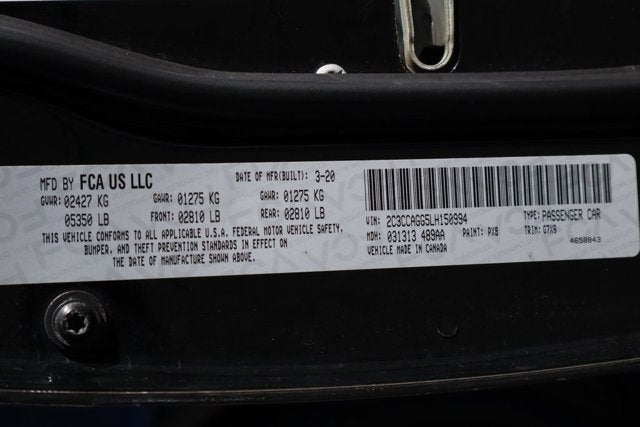 MFD BY FCA US LLC DATE OF MFR(BUILT): 3-20
GVWR: 02427 KG GAWR: 01275 KG GAWR: 01275 KG
05350 LB FRONT: 02810 LB REAR: 02810 LB
THIS VEHICLE CONFORMS TO ALL APPLICABLE U.S.A. FEDERAL MOTOR VEHICLE SAFETY,
BUMPER, AND THEFT PREVENTION STANDARDS IN EFFECT ON
THE DATE OF MANUFACTURE SHOWN ABOVE.
VIN: 2C3CCAGG5LH150994 TYPE: PASSENGER CAR
MDH: 031313 489AA PAINT: PX8 TRIM: G7X9
VEHICLE MADE IN CANADA 4658843